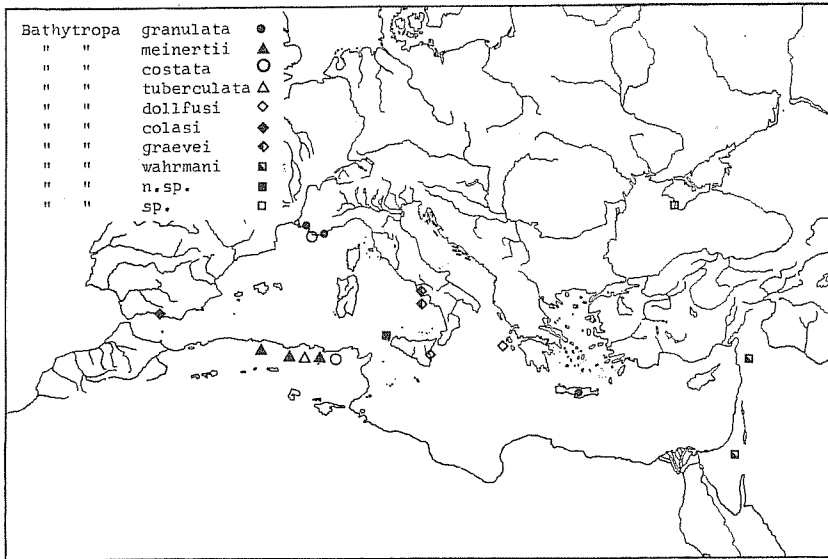 Bathytropa granulata
" " meinertii
" " costata
" " tuberculata
" " dollfusi
" " colasi
" " graevei
" " wahrmani
" " n.sp.
" " sp.